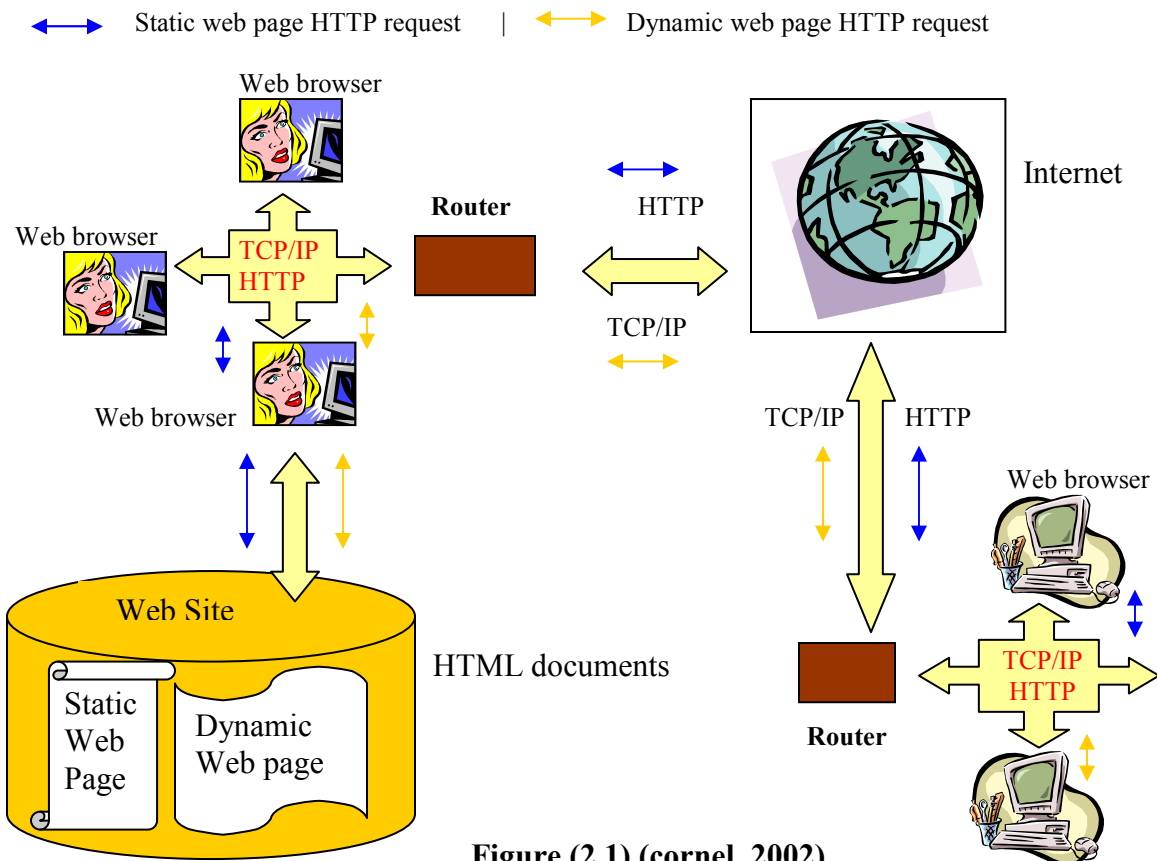 Static web page HTTP request | Dynamic web page HTTP request
Web browser
Internet
Router
HTTP
Web browser
TCP/IP
HTTP
TCP/IP
Web browser
TCP/IP
HTTP
Web browser
Web Site
HTML documents
Static
Web
Page
Dynamic
Web page
TCP/IP
HTTP
Router
Figure (2.1) (cornel, 2002)